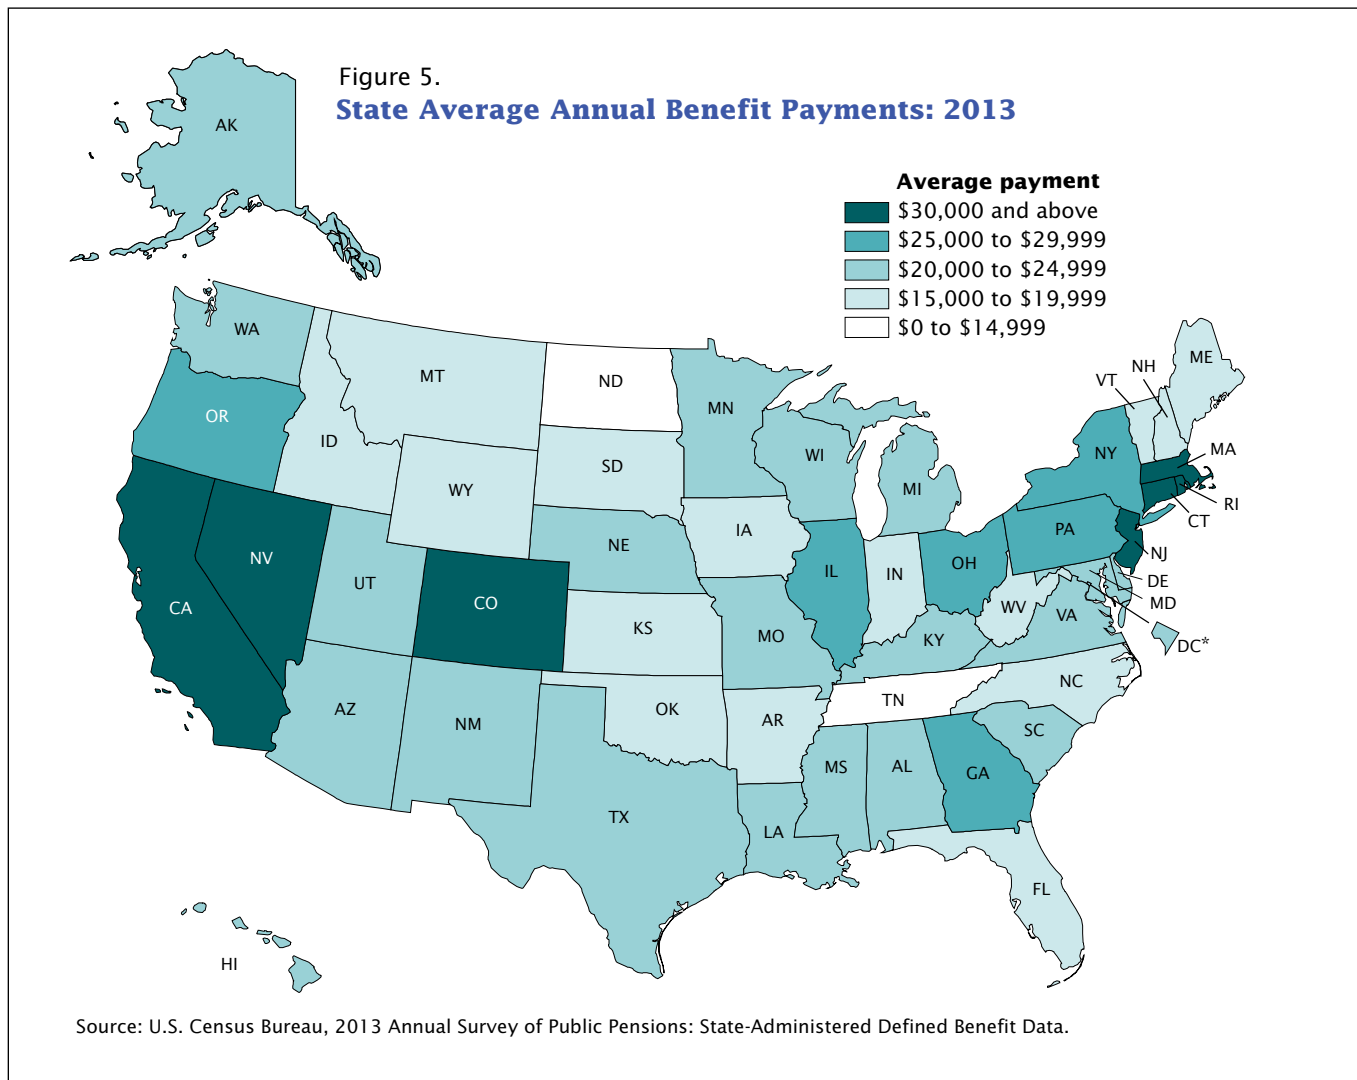 Figure 5.
State Average Annual Benefit Payments: 2013
Average payment
$30,000 and above
$25,000 to $29,999
$20,000 to $24,999
$15,000 to $19,999
$0 to $14,999
AK
WA
MT
ND
MN
VT
NH
ME
OR
ID
SD
WI
MI
NY
MA
WY
RI
CT
IA
NE
PA
NJ
NV
UT
CO
IL
IN
OH
DE
MD
CA
KS
MO
WV
VA
KY
DC*
AZ
NM
OK
AR
TN
NC
SC
MS
AL
GA
TX
LA
FL
HI
Source: U.S. Census Bureau, 2013 Annual Survey of Public Pensions: State-Administered Defined Benefit Data.